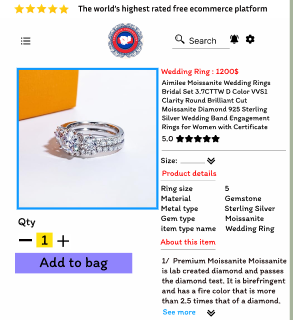 The world's highest rated free ecommerce platform
Search
Wedding Ring : 1200$
Aimilee Moissanite Wedding Rings
Bridal Set 3.7CTTW D Color VVS1
Clarity Round Brilliant Cut
Moissanite Diamond 925 Sterling
Silver Wedding Band Engagement
Rings for Women with Certificate
5.0
Size:
Product details
Ring size 5
Material Gemstone
Metal type Sterling Silver
Gem type Moissanite
item type name Wedding Ring
About this item
1/ Premium Moissanite Moissanite
is lab created diamond and passes
the diamond test. It is birefringent
and has a fire color that is more
than 2.5 times that of a diamond.
See more
Qty
1
Add to bag